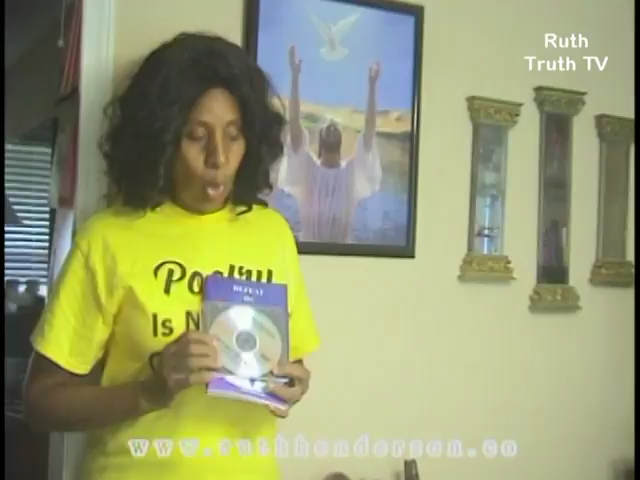 Ruth
Truth TV
Poetry
Is N
DEFEAT
www.ruthhenderson.co